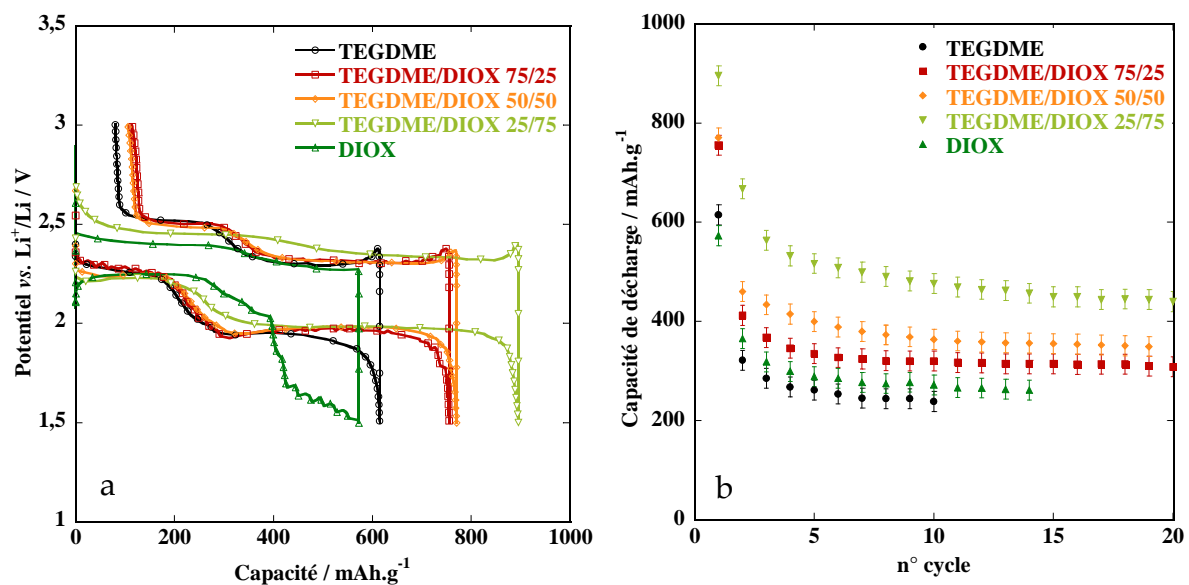 3,5
3
2,5
2
1,5
1
Potentiel vs. Li⁺/Li / V
TEGDME
TEGDME/DIOX 75/25
TEGDME/DIOX 50/50
TEGDME/DIOX 25/75
DIOX
a
0 200 400 600 800 1000
Capacité / mAh.g⁻¹
1000
800
600
400
200
0
Capacité de décharge / mAh.g⁻¹
TEGDME
TEGDME/DIOX 75/25
TEGDME/DIOX 50/50
TEGDME/DIOX 25/75
DIOX
b
0 5 10 15 20
n° cycle